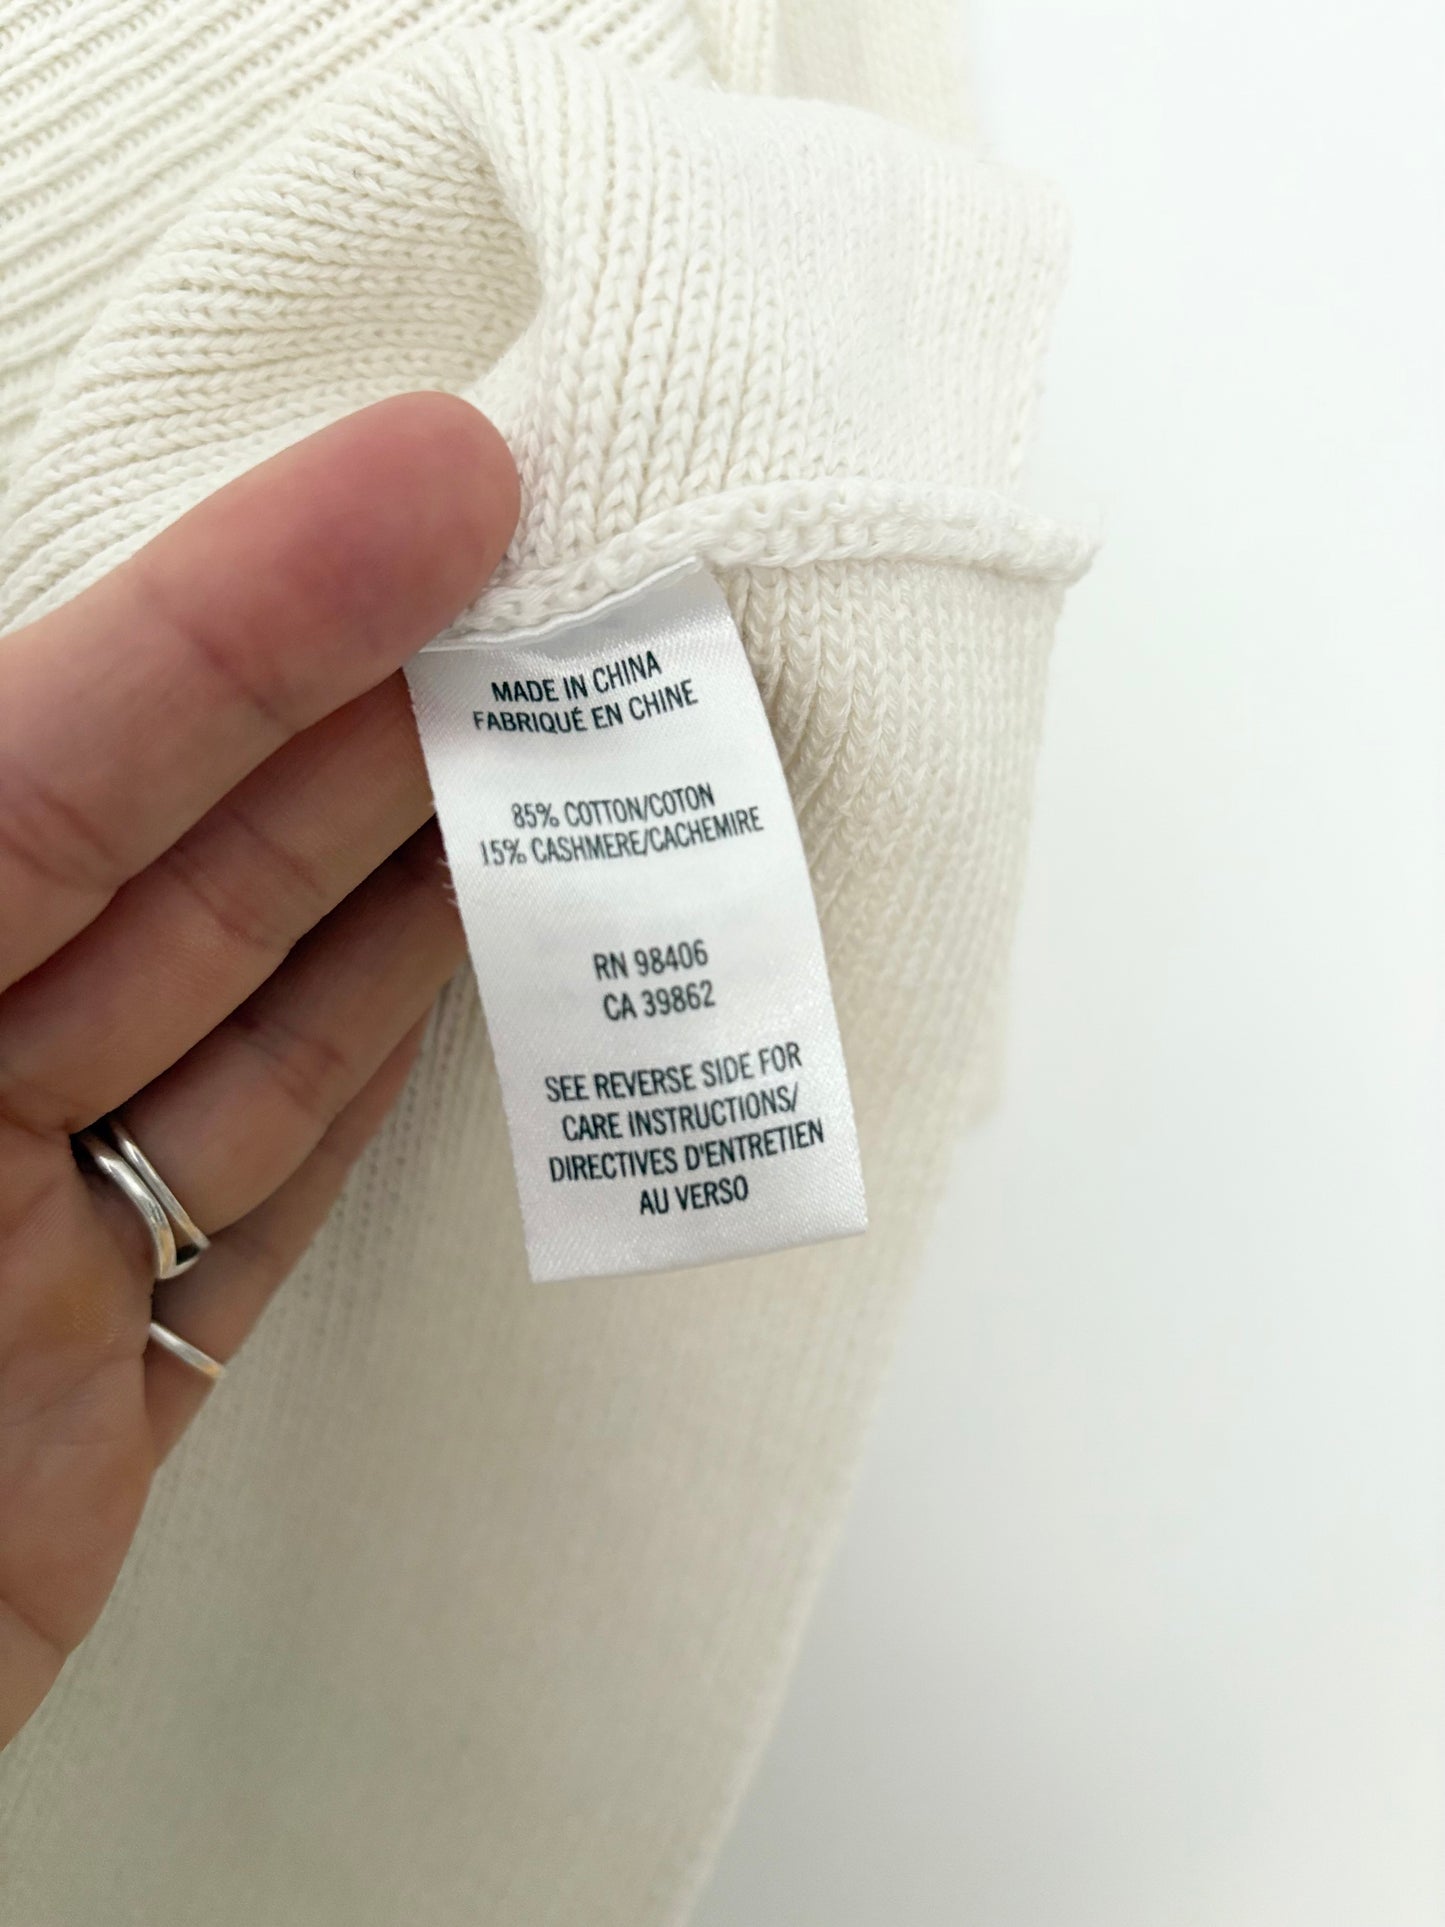 MADE IN CHINA
FABRIQUÉ EN CHINE
85% COTTON/COTON
15% CASHMERE/CACHEMIRE
RN 98406
CA 39862
SEE REVERSE SIDE FOR
CARE INSTRUCTIONS/
DIRECTIVES D'ENTRETIEN
AU VERSO